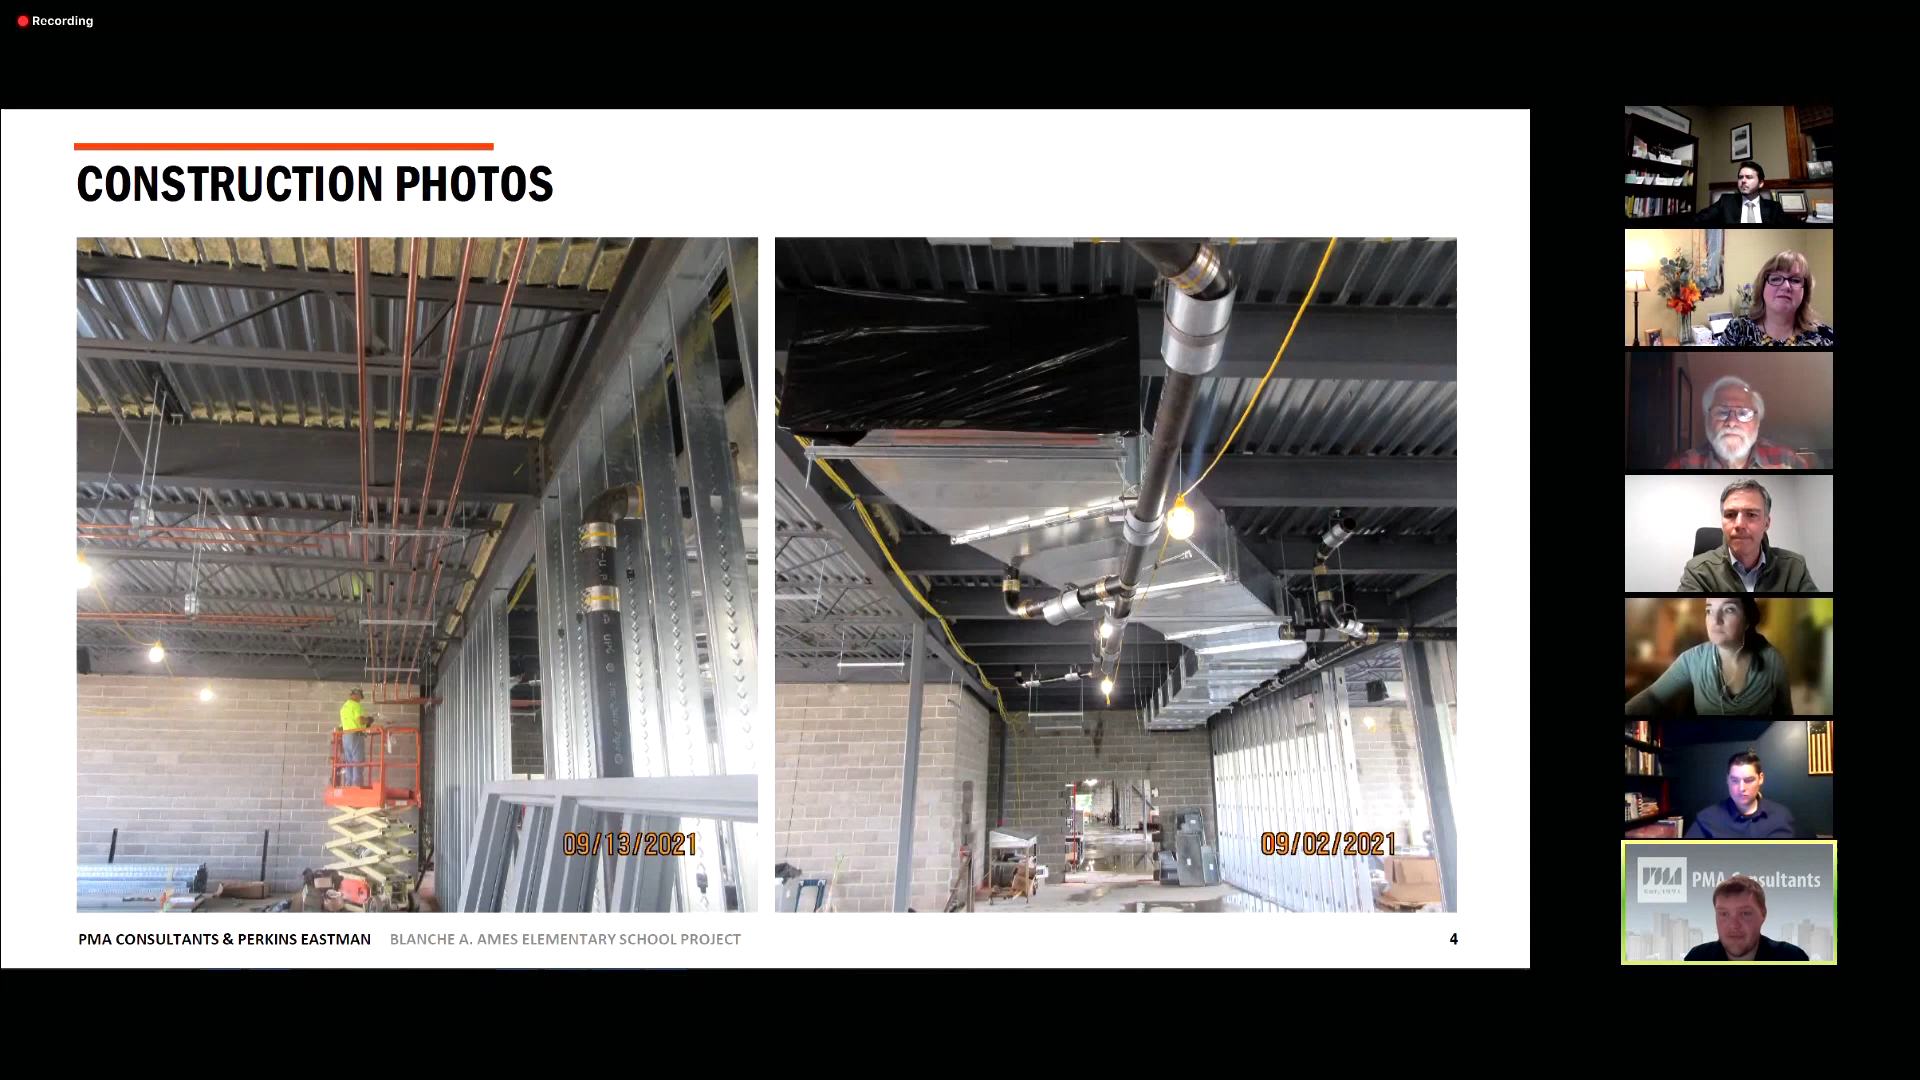 Recording
CONSTRUCTION PHOTOS
09/13/2021
09/02/2021
PMA CONSULTANTS & PERKINS EASTMAN BLANCHE A. AMES ELEMENTARY SCHOOL PROJECT 4
PMA Consultants